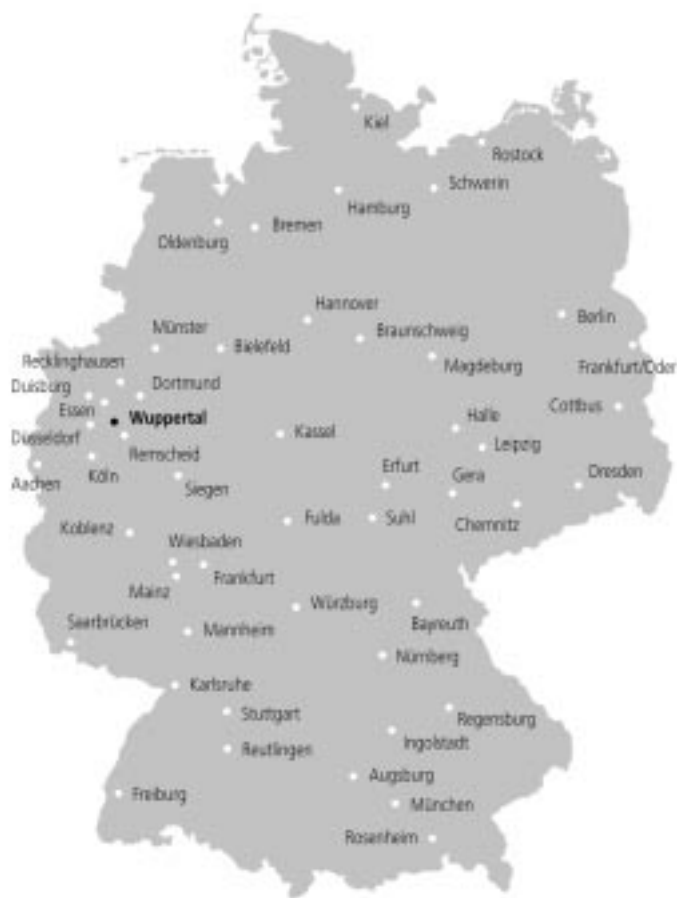 Kiel
Rostock
Schwerin
Hamburg
Bremen
Oldenburg
Hannover
Berlin
Münster
Braunschweig
Bielefeld
Recklinghausen
Magdeburg
Frankfurt/Oder
Duisburg
Dortmund
Essen
Cottbus
Wuppertal
Halle
Düsseldorf
Kassel
Leipzig
Remscheid
Köln
Erfurt
Gera
Dresden
Aachen
Siegen
Koblenz
Fulda
Suhl
Chemnitz
Wiesbaden
Frankfurt
Mainz
Würzburg
Saarbrücken
Bayreuth
Mannheim
Nürnberg
Karlsruhe
Stuttgart
Regensburg
Ingolstadt
Reutlingen
Augsburg
Freiburg
München
Rosenheim